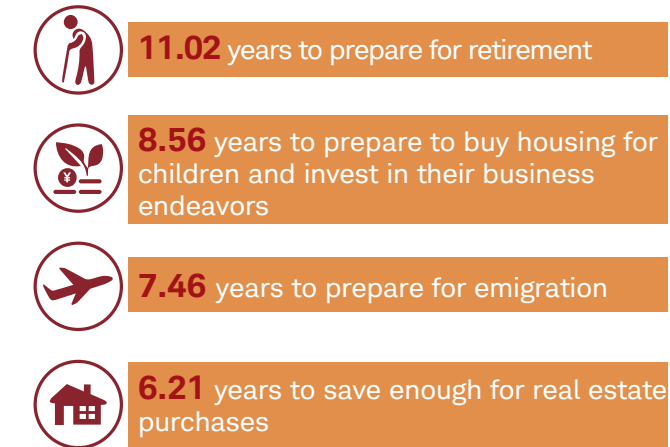 11.02 years to prepare for retirement
8.56 years to prepare to buy housing for
children and invest in their business
endeavors
¥
7.46 years to prepare for emigration
6.21 years to save enough for real estate
purchases